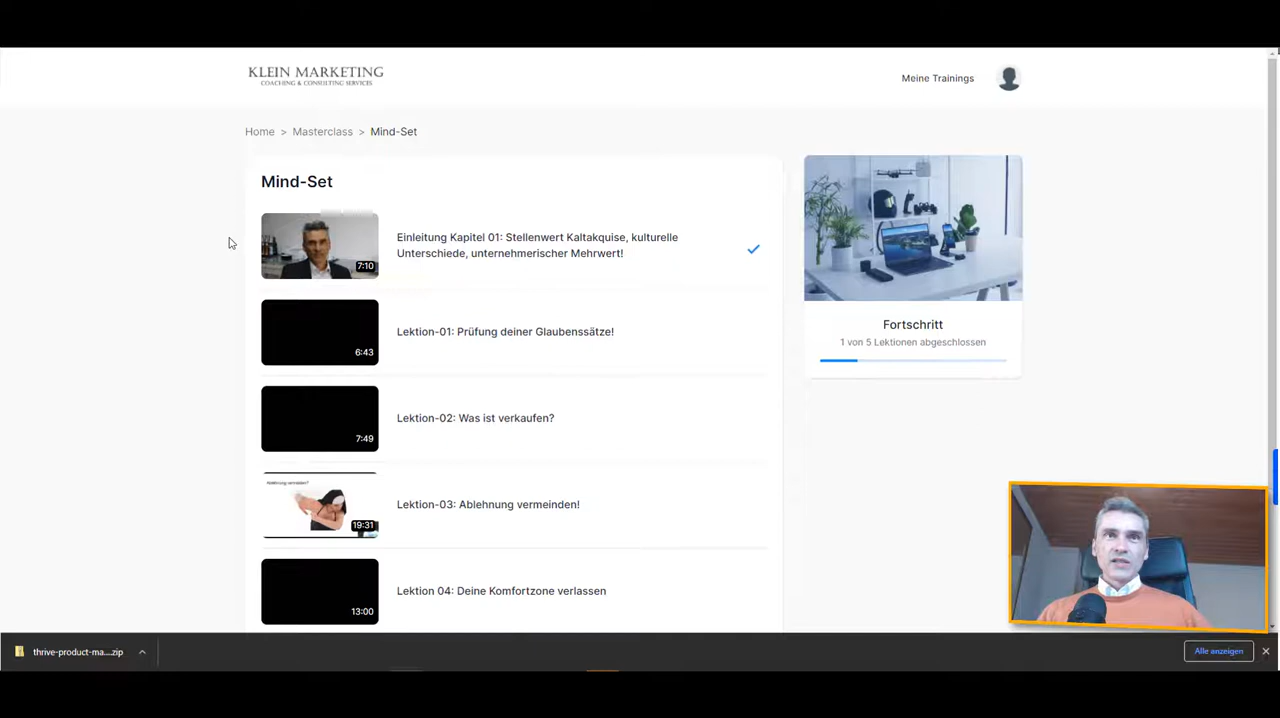 KLEIN MARKETING
COACHING & CONSULTING SERVICES
Meine Trainings
Home > Masterclass > Mind-Set
Mind-Set
7:10
Einleitung Kapitel 01: Stellenwert Kaltakquise, kulturelle
Unterschiede, unternehmerischer Mehrwert!
6:43
Lektion-01: Prüfung deiner Glaubenssätze!
7:49
Lektion-02: Was ist verkaufen?
19:31
Lektion-03: Ablehnung vermeinden!
13:00
Lektion 04: Deine Komfortzone verlassen
Fortschritt
1 von 5 Lektionen abgeschlossen
thrive-product-ma....zip
Alle anzeigen